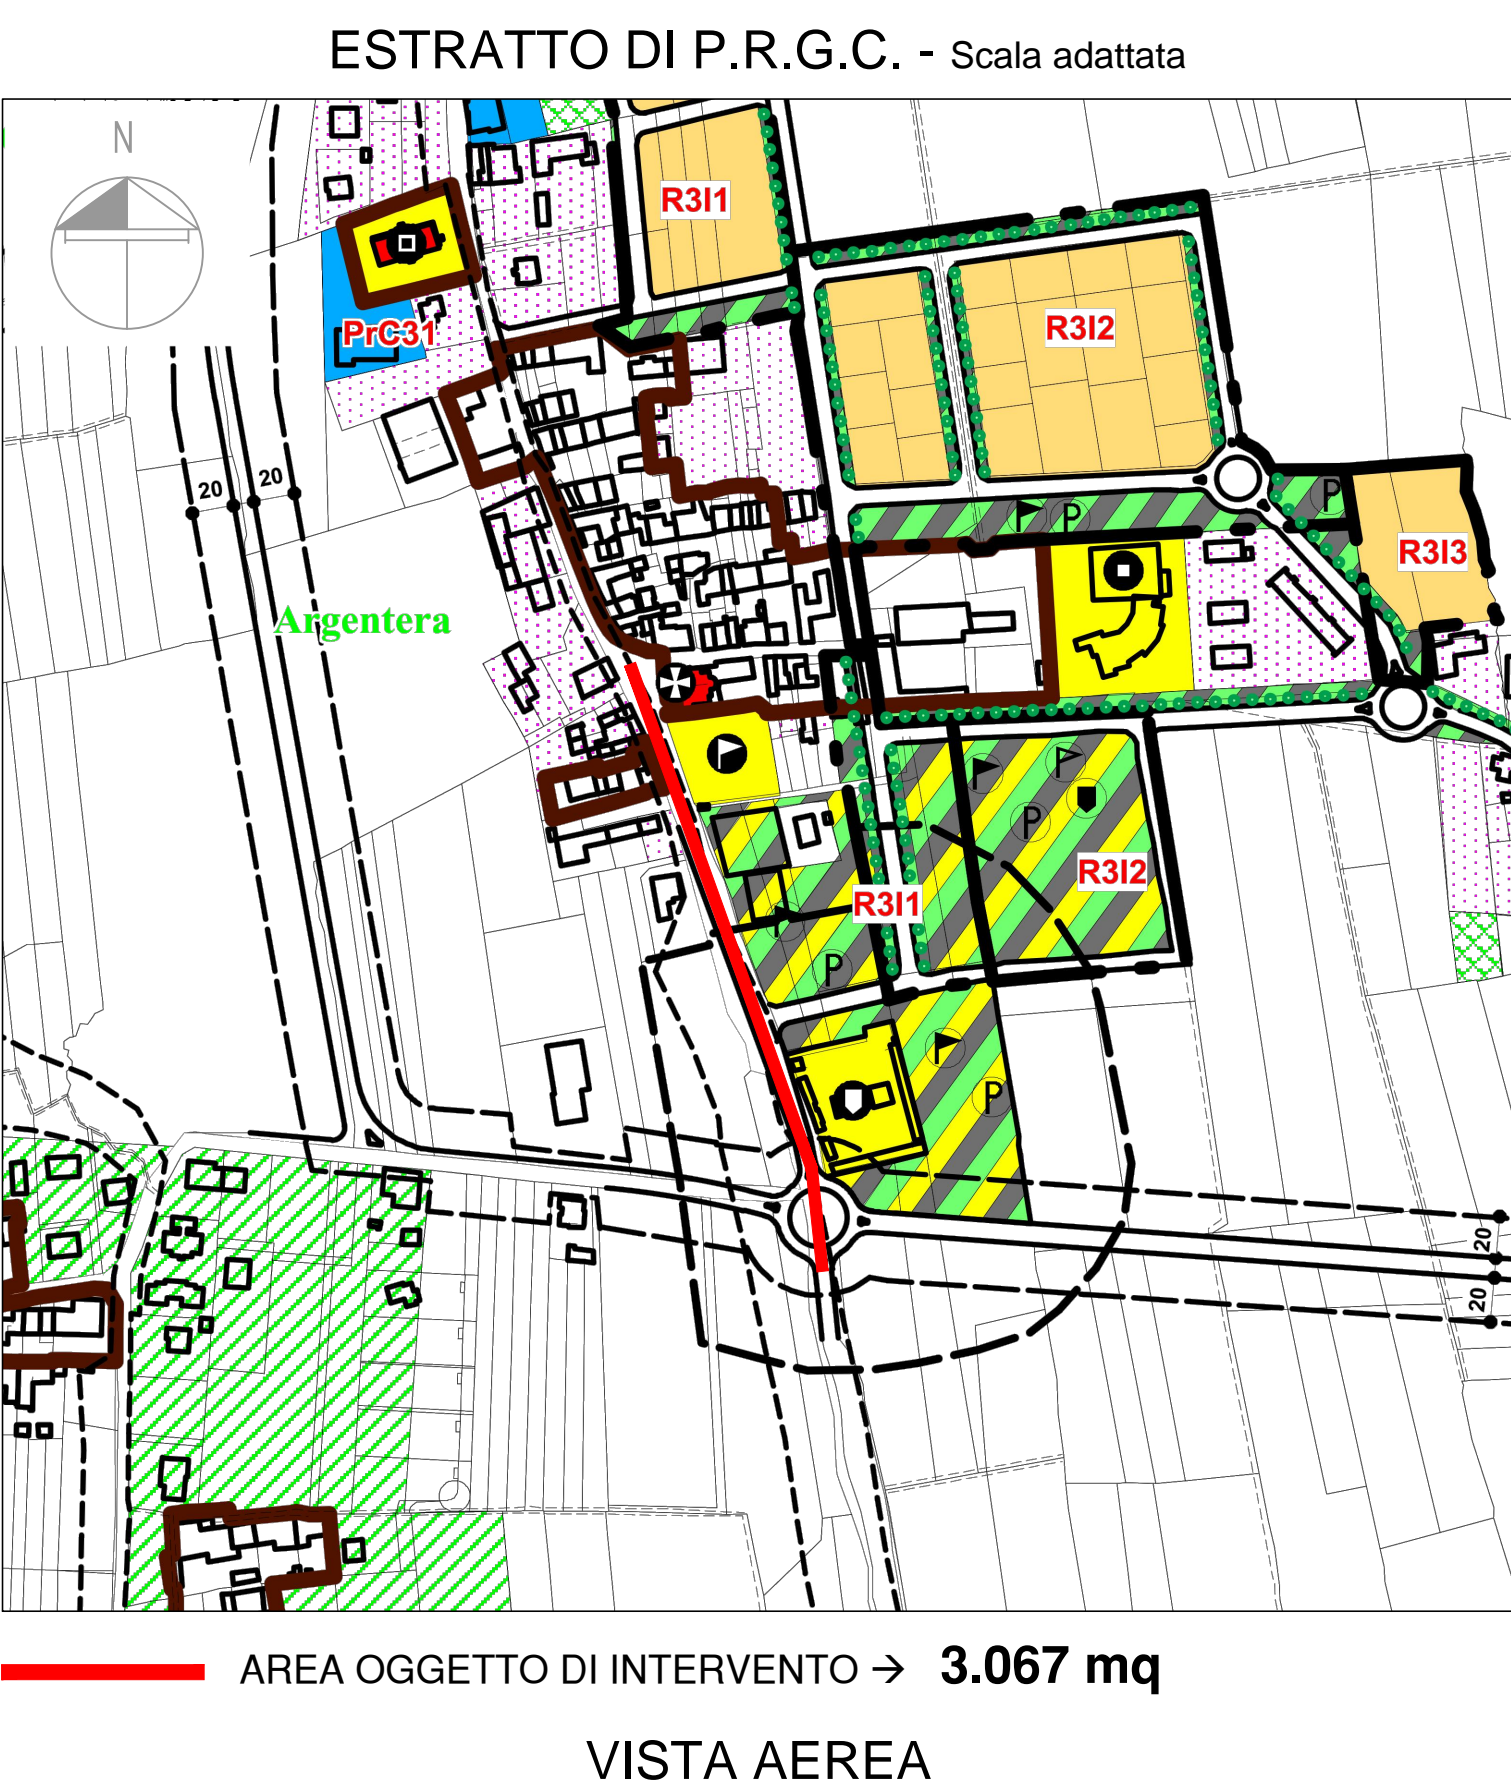 ESTRATTO DI P.R.G.C. - Scala adattata
N
R3I1
PrC31
R3I2
20
20
P
P
R3I3
Argentera
P
R3I2
R3I1
P
P
20
20
AREA OGGETTO DI INTERVENTO → 3.067 mq
VISTA AEREA